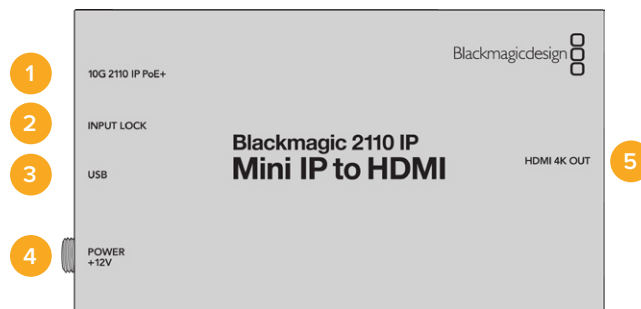 Blackmagicdesign
1
10G 2110 IP PoE+
2
INPUT LOCK
Blackmagic 2110 IP
Mini IP to HDMI
HDMI 4K OUT
5
3
USB
4
POWER
+12V